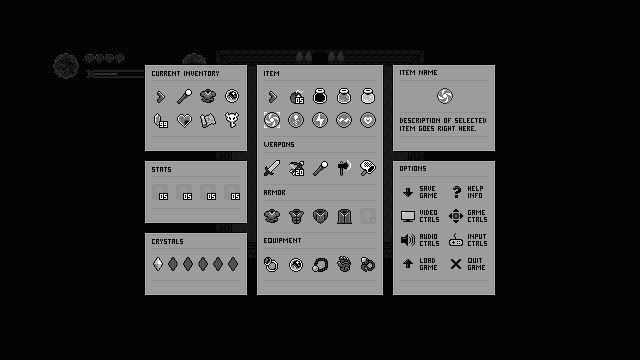 CURRENT INVENTORY
99
STATS
05 05 05 05
CRYSTALS
ITEM
05
WEAPONS
20
ARMOR
?
EQUIPMENT
ITEM NAME
DESCRIPTION OF SELECTED
ITEM GOES RIGHT HERE.
OPTIONS
SAVE
GAME
? HELP
INFO
VIDEO
CTRLS
GAME
CTRLS
AUDIO
CTRLS
INPUT
CTRLS
LOAD
GAME
QUIT
GAME